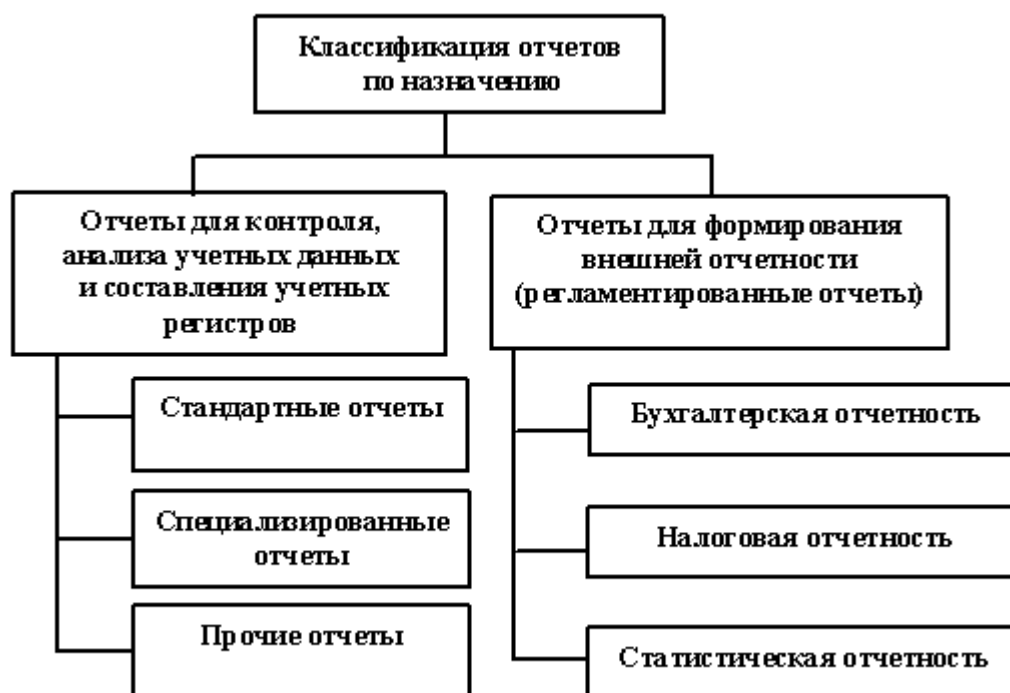 Классификация отчетов
по назначению
Отчеты для контроля,
анализа учетных данных
и составления учетных
регистров
Стандартные отчеты
Специализированные
отчеты
Прочие отчеты
Отчеты для формирования
внешней отчетности
(регламентированные отчеты)
Бухгалтерская отчетность
Налоговая отчетность
Статистическая отчетность